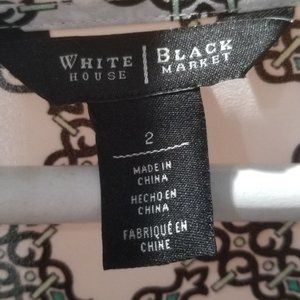 WHITE HOUSE | BLACK MARKET
2
MADE IN
CHINA
HECHO EN
CHINA
FABRIQUÉ EN
CHINE